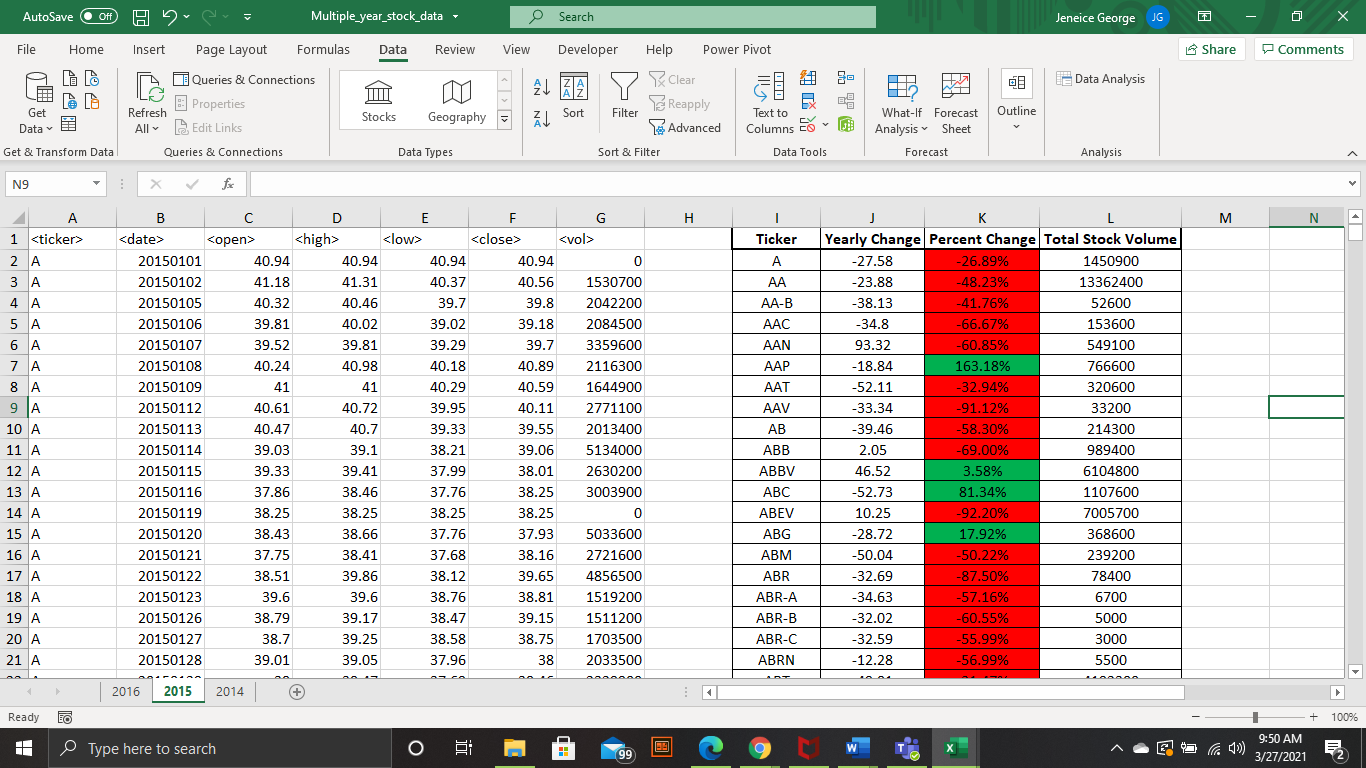 AutoSave Off Multiple_year_stock_data Search Jeneice George JG
File Home Insert Page Layout Formulas Data Review View Developer Help Power Pivot Share Comments
Get Data
Refresh All
Queries & Connections
Properties
Edit Links
Stocks Geography
Sort
Filter
Clear
Reapply
Advanced
Text to Columns
What-If Analysis
Forecast Sheet
Outline
Data Analysis
Get & Transform Data Queries & Connections Data Types Sort & Filter Data Tools Forecast Analysis
N9 fx
A B C D E F G H I J K L M N
1 <ticker> <date> <open> <high> <low> <close> <vol> Ticker Yearly Change Percent Change Total Stock Volume
2 A 20150101 40.94 40.94 40.94 40.94 0 A -27.58 -26.89% 1450900
3 A 20150102 41.18 41.31 40.37 40.56 1530700 AA -23.88 -48.23% 13362400
4 A 20150105 40.32 40.46 39.7 39.8 2042200 AA-B -38.13 -41.76% 52600
5 A 20150106 39.81 40.02 39.02 39.18 2084500 AAC -34.8 -66.67% 153600
6 A 20150107 39.52 39.81 39.29 39.7 3359600 AAN 93.32 -60.85% 549100
7 A 20150108 40.24 40.98 40.18 40.89 2116300 AAP -18.84 163.18% 766600
8 A 20150109 41 41 40.29 40.59 1644900 AAT -52.11 -32.94% 320600
9 A 20150112 40.61 40.72 39.95 40.11 2771100 AAV -33.34 -91.12% 33200
10 A 20150113 40.47 40.7 39.33 39.55 2013400 AB -39.46 -58.30% 214300
11 A 20150114 39.03 39.1 38.21 39.06 5134000 ABB 2.05 -69.00% 989400
12 A 20150115 39.33 39.41 37.99 38.01 2630200 ABBV 46.52 3.58% 6104800
13 A 20150116 37.86 38.46 37.76 38.25 3003900 ABC -52.73 81.34% 1107600
14 A 20150119 38.25 38.25 38.25 38.25 0 ABEV 10.25 -92.20% 7005700
15 A 20150120 38.43 38.66 37.76 37.93 5033600 ABG -28.72 17.92% 368600
16 A 20150121 37.75 38.41 37.68 38.16 2721600 ABM -50.04 -50.22% 239200
17 A 20150122 38.51 39.86 38.12 39.65 4856500 ABR -32.69 -87.50% 78400
18 A 20150123 39.6 39.6 38.76 38.81 1519200 ABR-A -34.63 -57.16% 6700
19 A 20150126 38.79 39.17 38.47 39.15 1511200 ABR-B -32.02 -60.55% 5000
20 A 20150127 38.7 39.25 38.58 38.75 1703500 ABR-C -32.59 -55.99% 3000
21 A 20150128 39.01 39.05 37.96 38 2033500 ABRN -12.28 -56.99% 5500
2016 2015 2014
Ready 100%
Type here to search 99 9:50 AM
3/27/2021 2